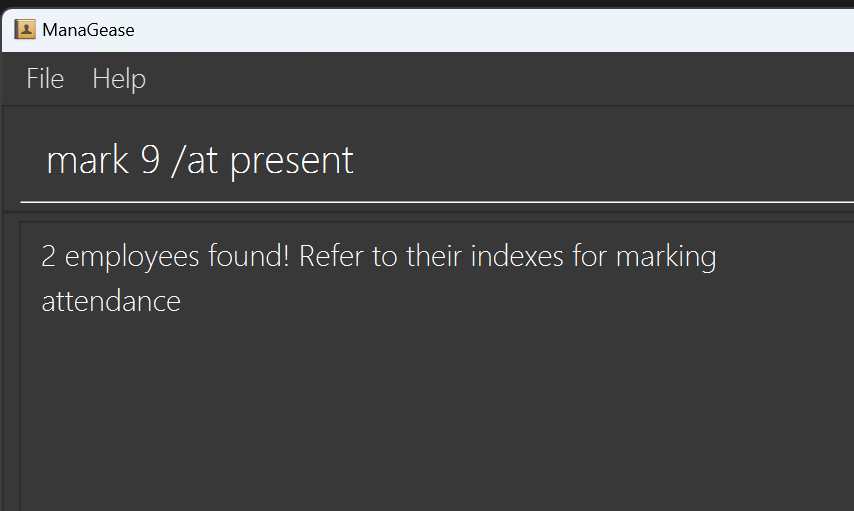 ManaGease
File Help
mark 9 /at present
2 employees found! Refer to their indexes for marking
attendance